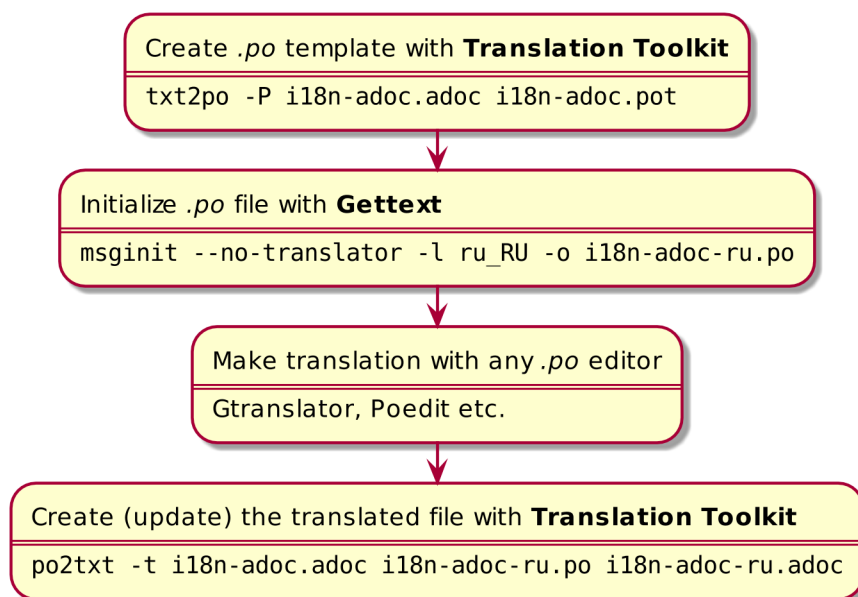 Create .po template with Translation Toolkit
txt2po -P i18n-adoc.adoc i18n-adoc.pot
Initialize .po file with Gettext
msginit --no-translator -l ru_RU -o i18n-adoc-ru.po
Make translation with any .po editor
Gtranslator, Poedit etc.
Create (update) the translated file with Translation Toolkit
po2txt -t i18n-adoc.adoc i18n-adoc-ru.po i18n-adoc-ru.adoc